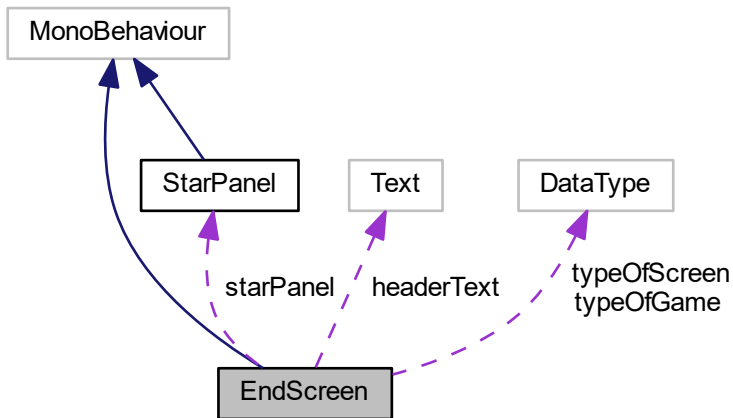 MonoBehaviour
StarPanel
Text
DataType
starPanel
headerText
typeOfScreen
typeOfGame
EndScreen